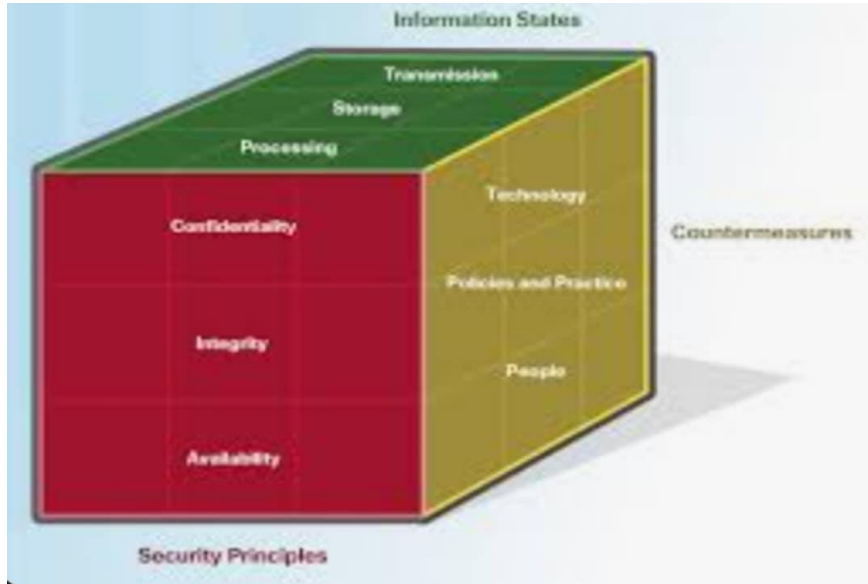 Information States
Transmission
Storage
Processing
Confidentiality
Integrity
Availability
Technology
Policies and Practice
People
Countermeasures
Security Principles